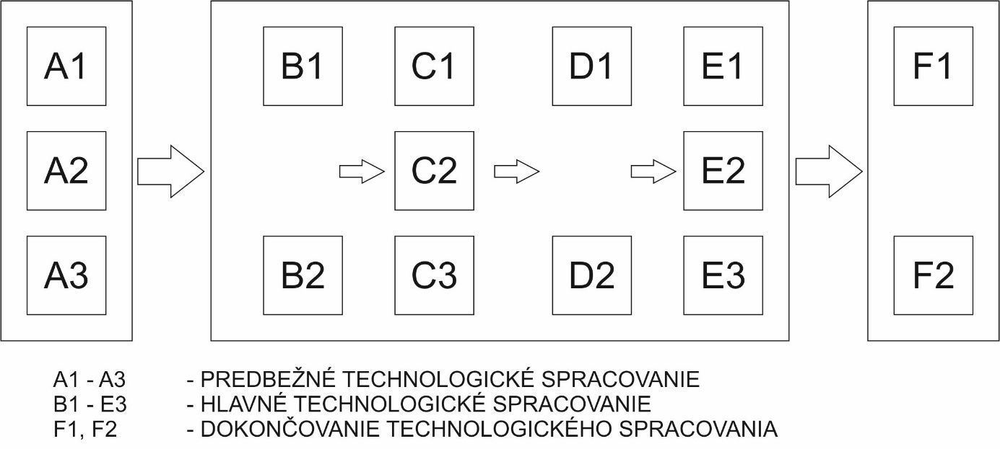 A1 B1 C1 D1 E1 F1
A2 C2 E2
A3 B2 C3 D2 E3 F2
A1 - A3 - PREDBEŽNÉ TECHNOLOGICKÉ SPRACOVANIE
B1 - E3 - HLAVNÉ TECHNOLOGICKÉ SPRACOVANIE
F1, F2 - DOKONČOVANIE TECHNOLOGICKÉHO SPRACOVANIA